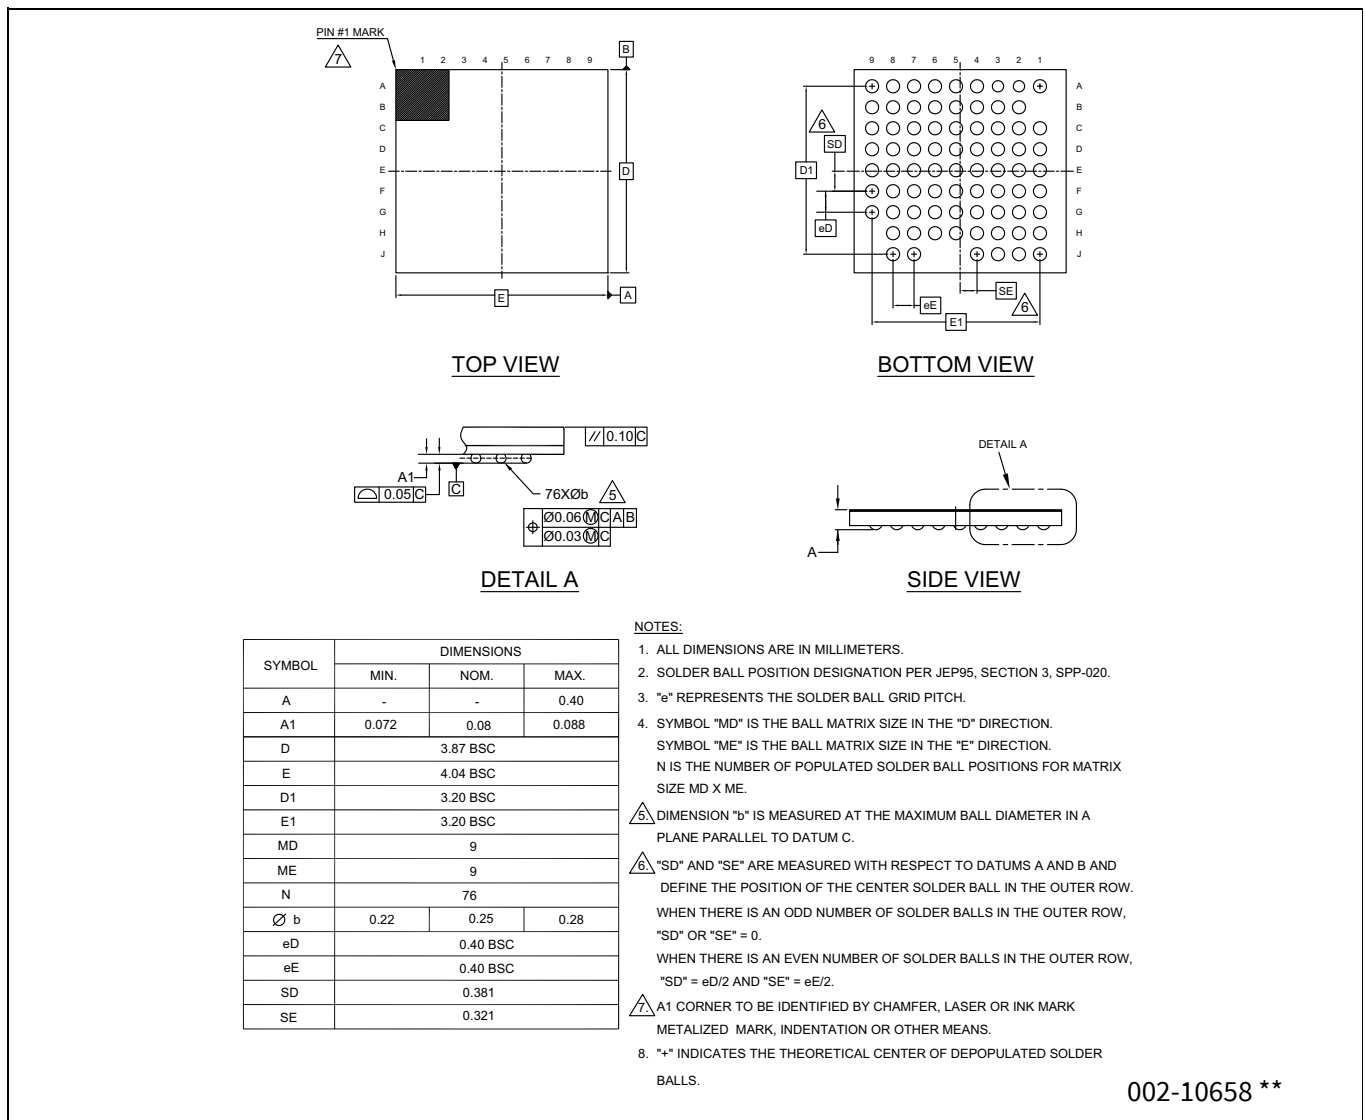 PIN #1 MARK
7
1 2 3 4 5 6 7 8 9
B
A
B
C
D
E
F
G
H
J
D
E
A
TOP VIEW
9 8 7 6 5 4 3 2 1
A
B
C
D
E
F
G
H
J
6
SD
D1
eD
SE
6
eE
E1
BOTTOM VIEW
// 0.10 C
A1
0.05 C
C
76XØb 5
Ø0.06 Ⓜ C A B
Ø0.03 Ⓜ C
DETAIL A
DETAIL A
A
SIDE VIEW
SYMBOL DIMENSIONS
MIN. NOM. MAX.
A - - 0.40
A1 0.072 0.08 0.088
D 3.87 BSC
E 4.04 BSC
D1 3.20 BSC
E1 3.20 BSC
MD 9
ME 9
N 76
Ø b 0.22 0.25 0.28
eD 0.40 BSC
eE 0.40 BSC
SD 0.381
SE 0.321
NOTES:
1. ALL DIMENSIONS ARE IN MILLIMETERS.
2. SOLDER BALL POSITION DESIGNATION PER JEP95, SECTION 3, SPP-020.
3. "e" REPRESENTS THE SOLDER BALL GRID PITCH.
4. SYMBOL "MD" IS THE BALL MATRIX SIZE IN THE "D" DIRECTION.
SYMBOL "ME" IS THE BALL MATRIX SIZE IN THE "E" DIRECTION.
N IS THE NUMBER OF POPULATED SOLDER BALL POSITIONS FOR MATRIX
SIZE MD X ME.
5. DIMENSION "b" IS MEASURED AT THE MAXIMUM BALL DIAMETER IN A
PLANE PARALLEL TO DATUM C.
6. "SD" AND "SE" ARE MEASURED WITH RESPECT TO DATUMS A AND B AND
DEFINE THE POSITION OF THE CENTER SOLDER BALL IN THE OUTER ROW.
WHEN THERE IS AN ODD NUMBER OF SOLDER BALLS IN THE OUTER ROW,
"SD" OR "SE" = 0.
WHEN THERE IS AN EVEN NUMBER OF SOLDER BALLS IN THE OUTER ROW,
"SD" = eD/2 AND "SE" = eE/2.
7. A1 CORNER TO BE IDENTIFIED BY CHAMFER, LASER OR INK MARK
METALIZED MARK, INDENTATION OR OTHER MEANS.
8. "+" INDICATES THE THEORETICAL CENTER OF DEPOPULATED SOLDER
BALLS.
002-10658 **